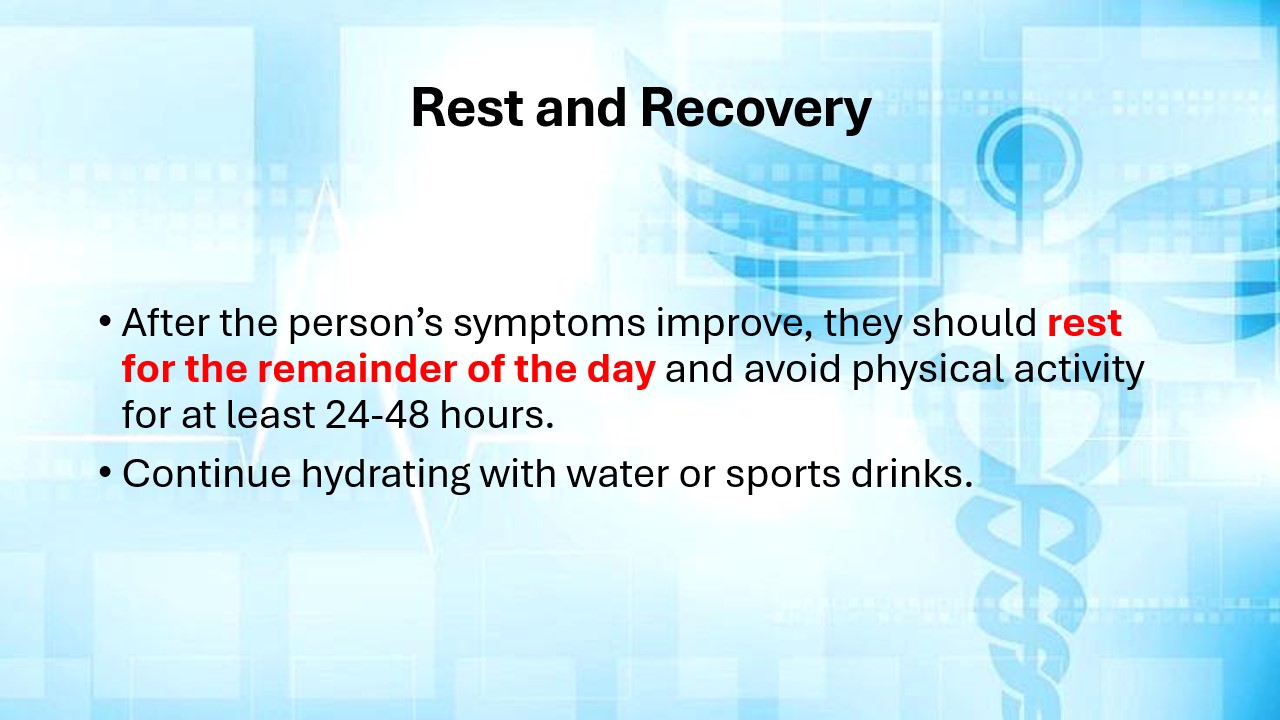 Rest and Recovery
• After the person’s symptoms improve, they should rest
for the remainder of the day and avoid physical activity
for at least 24-48 hours.
• Continue hydrating with water or sports drinks.